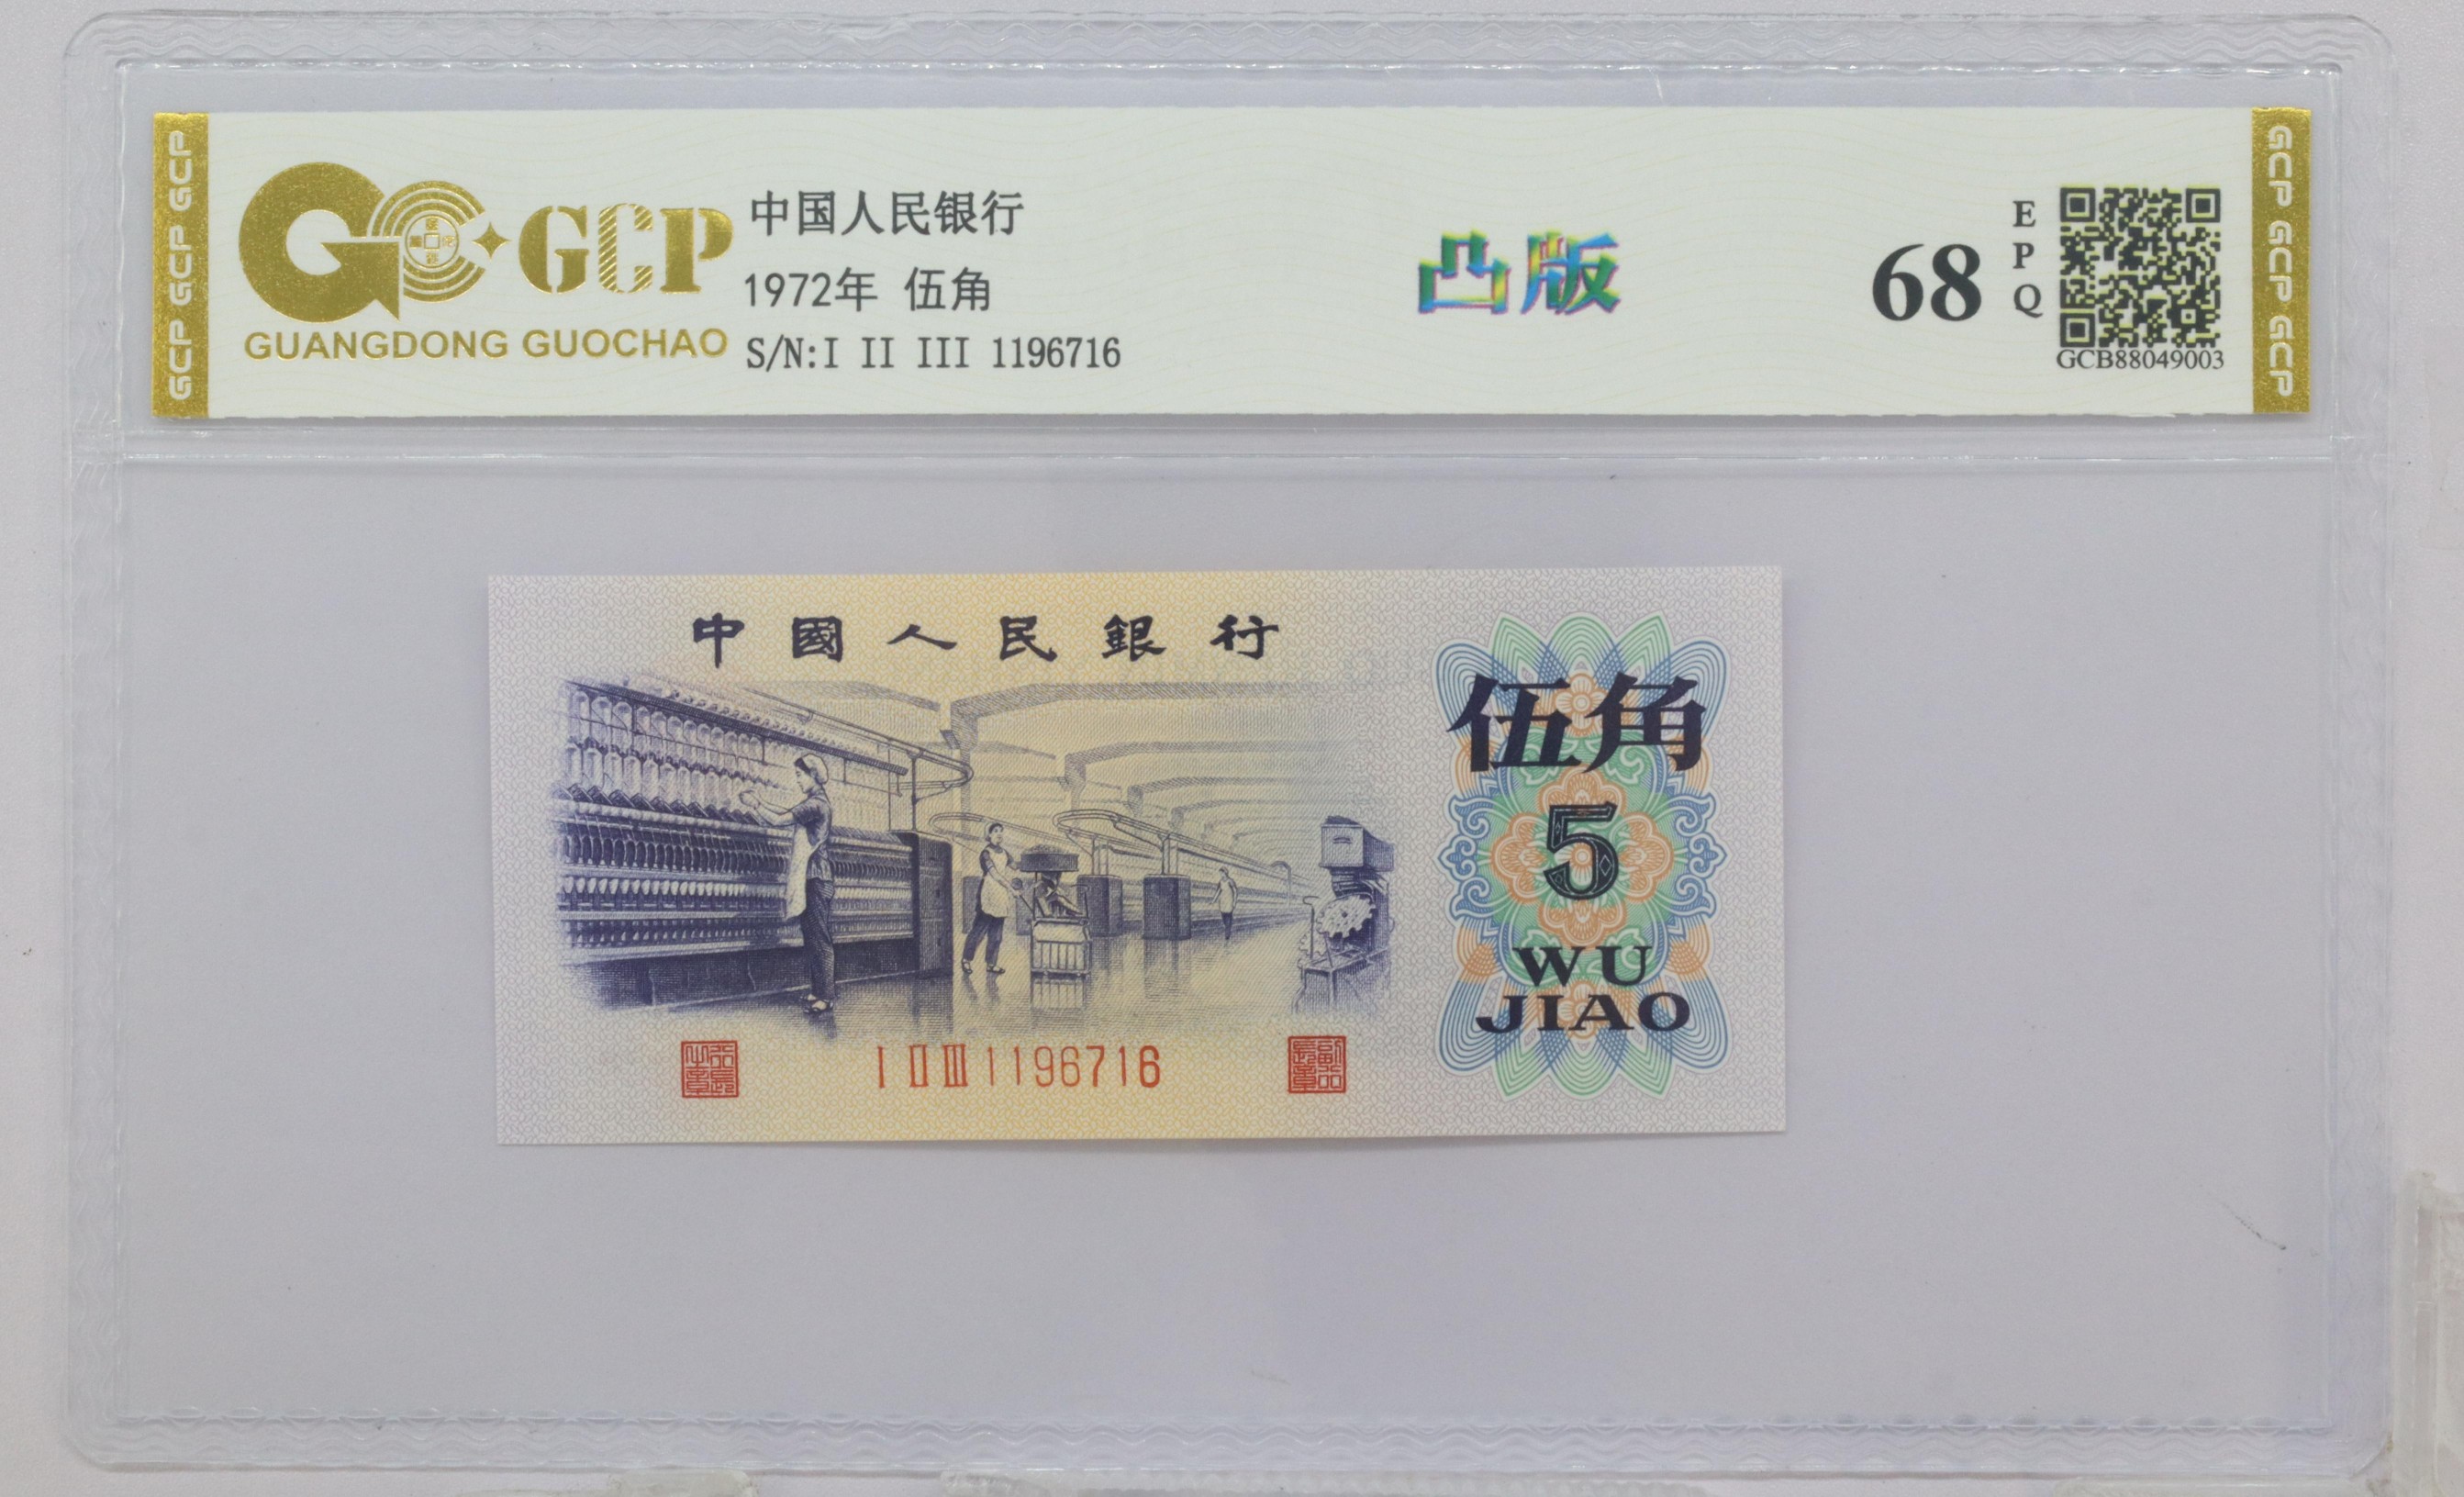 GCP GCP GCP
GCP
GUANGDONG GUOCHAO
中国人民银行
1972年 伍角
S/N:I II III 1196716
凸版
68
EPQ
GCB88049003
GCP GCP GCP
中國人民銀行
伍角
5
WU
JIAO
I II III 1196716